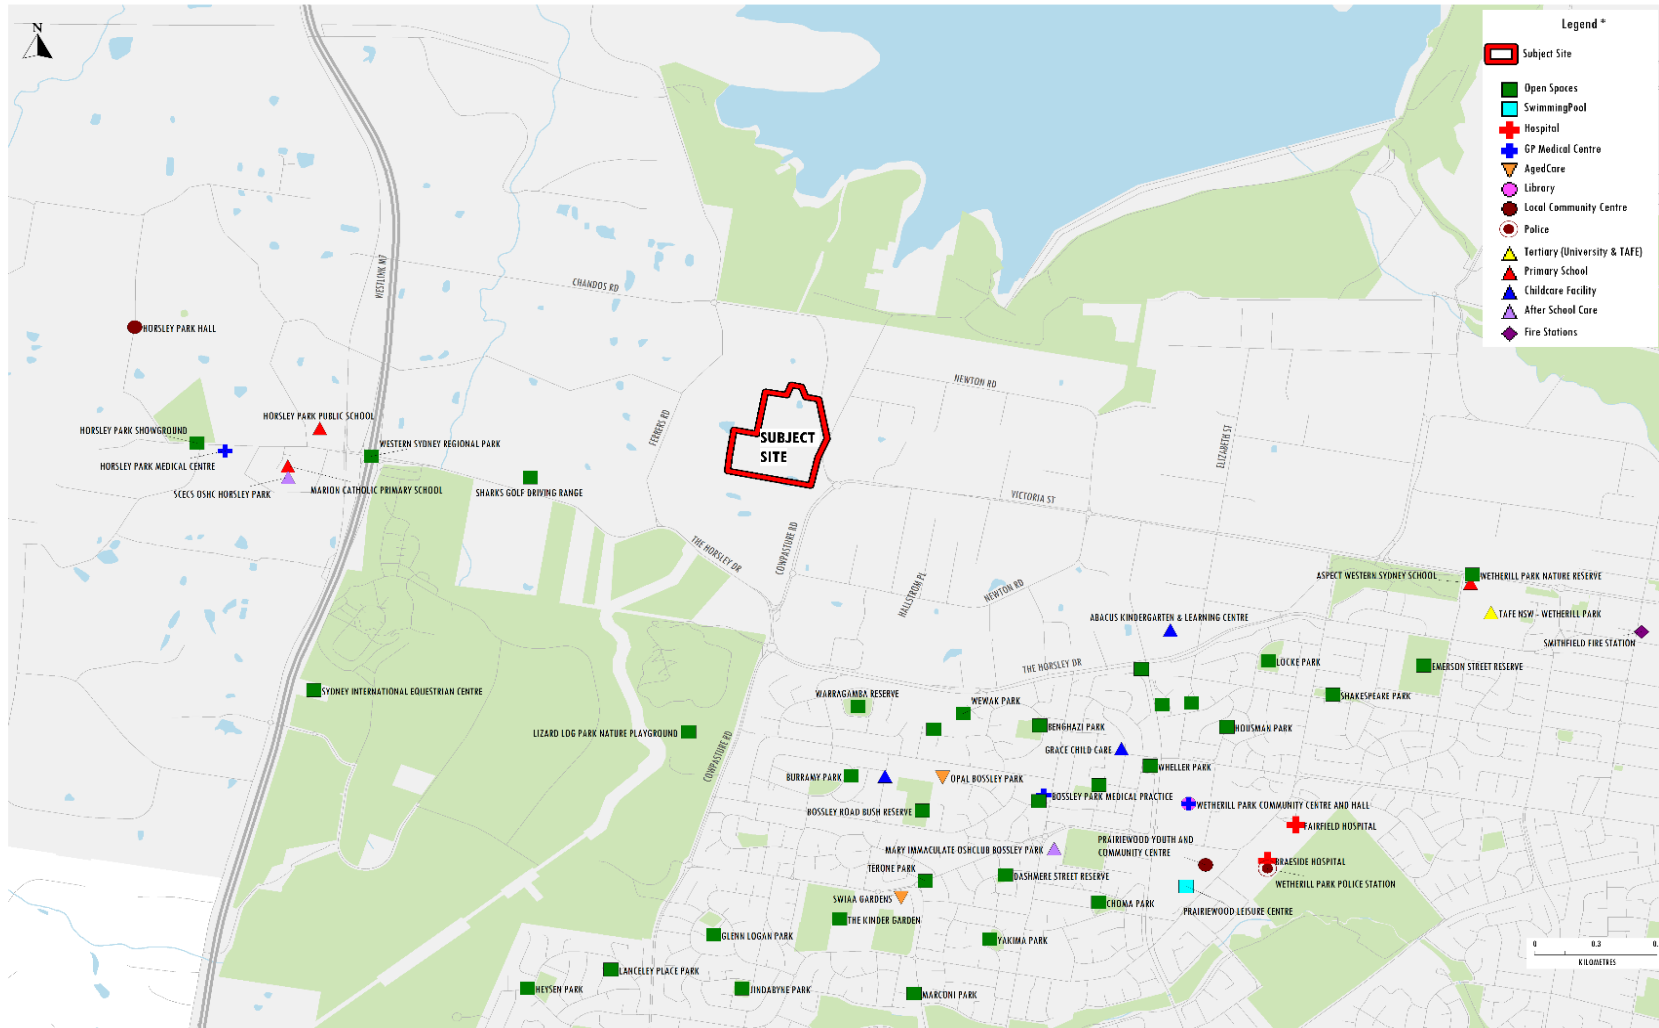 N
Legend *
Subject Site
Open Spaces
SwimmingPool
Hospital
GP Medical Centre
AgedCare
Library
Local Community Centre
Police
Tertiary (University & TAFE)
Primary School
Childcare Facility
After School Care
Fire Stations
WESTLINK M7
CHANDOS RD
HORSLEY PARK HALL
NEWTON RD
FERRERS RD
HORSLEY PARK PUBLIC SCHOOL
HORSLEY PARK SHOWGROUND
WESTERN SYDNEY REGIONAL PARK
SUBJECT
SITE
ELIZABETH ST
HORSLEY PARK MEDICAL CENTRE
SCECS OSHC HORSLEY PARK
MARION CATHOLIC PRIMARY SCHOOL
SHARKS GOLF DRIVING RANGE
VICTORIA ST
THE HORSLEY DR
COWPASTURE RD
HALLSTROM PL
NEWTON RD
ASPECT WESTERN SYDNEY SCHOOL
WETHERILL PARK NATURE RESERVE
TAFE NSW - WETHERILL PARK
ABACUS KINDERGARTEN & LEARNING CENTRE
SMITHFIELD FIRE STATION
THE HORSLEY DR
LOCKE PARK
EMERSON STREET RESERVE
SYDNEY INTERNATIONAL EQUESTRIAN CENTRE
WARRAGAMBA RESERVE
WEWAK PARK
SHAKESPEARE PARK
LIZARD LOG PARK NATURE PLAYGROUND
BENGHAZI PARK
HOUSMAN PARK
COWPASTURE RD
GRACE CHILD CARE
WHELLER PARK
BURRAMY PARK
OPAL BOSSLEY PARK
BOSSLEY PARK MEDICAL PRACTICE
WETHERILL PARK COMMUNITY CENTRE AND HALL
BOSSLEY ROAD BUSH RESERVE
FAIRFIELD HOSPITAL
MARY IMMACULATE OSHCLUB BOSSLEY PARK
PRAIRIEWOOD YOUTH AND
COMMUNITY CENTRE
BRAESIDE HOSPITAL
TERONE PARK
DASHMERE STREET RESERVE
WETHERILL PARK POLICE STATION
SWIAA GARDENS
CHOMA PARK
PRAIRIEWOOD LEISURE CENTRE
THE KINDER GARDEN
GLENN LOGAN PARK
YAKIMA PARK
LANCELEY PLACE PARK
HEYSEN PARK
JINDABYNE PARK
MARCONI PARK
0 0.3 0.
KILOMETRES